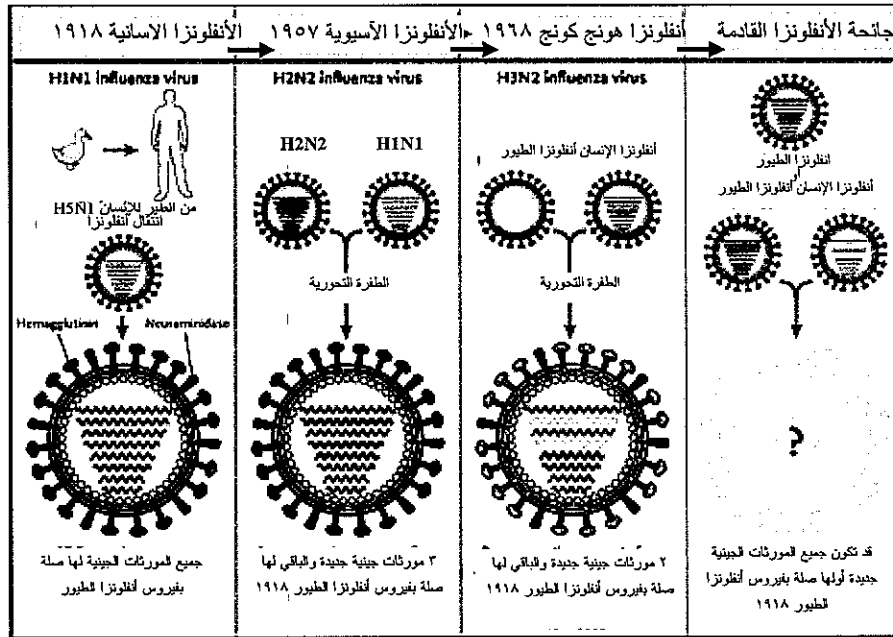 الأنفلونزا الاسانية ١٩١٨
H1N1 influenza virus
من الطير للإنسان H5N1
انتقال أنفلونزا
Hemagglutinin
Neuraminidase
جميع المورثات الجينية لها صلة
بفيروس أنفلونزا الطيور
الأنفلونزا الآسيوية ١٩٥٧
H2N2 influenza virus
H2N2
H1N1
الطفرة التحورية
٣ مورثات جينية جديدة والباقي لها
صلة بفيروس أنفلونزا الطيور ١٩١٨
أنفلونزا هونج كونج ١٩٦٨
H3N2 influenza virus
أنفلونزا الإنسان أنفلونزا الطيور
الطفرة التحورية
٢ مورثات جينية جديدة والباقي لها
صلة بفيروس أنفلونزا الطيور ١٩١٨
جائحة الأنفلونزا القادمة
انفلونزا الطيور
أو
أنفلونزا الإنسان أنفلونزا الطيور
?
قد تكون جميع المورثات الجينية
جديدة أولها صلة بفيروس أنفلونزا
الطيور ١٩١٨